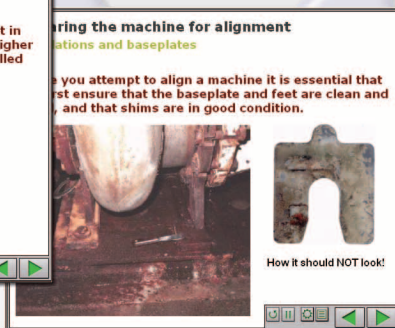 t in
igher
lled
aring the machine for alignment
lations and baseplates
e you attempt to align a machine it is essential that
rst ensure that the baseplate and feet are clean and
, and that shims are in good condition.
How it should NOT look!